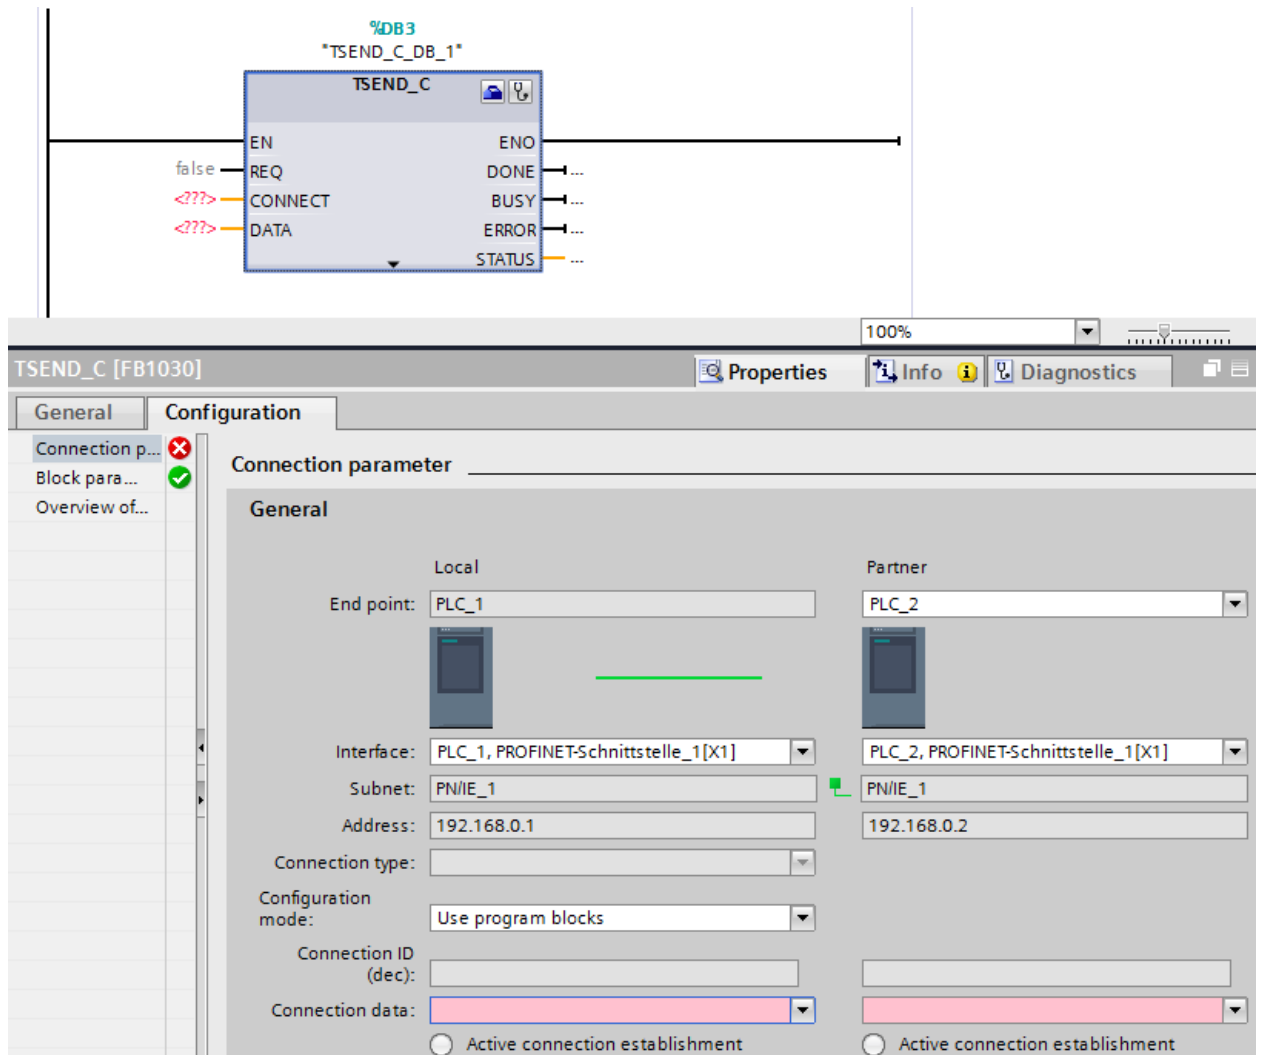 %DB3
"TSEND_C_DB_1"
TSEND_C
EN ENO
false REQ DONE ...
<???> CONNECT BUSY ...
<???> DATA ERROR ...
STATUS ...
100%
TSEND_C [FB1030] Properties Info Diagnostics
General Configuration
Connection p...
Block para...
Overview of...
Connection parameter
General
Local Partner
End point: PLC_1 PLC_2
Interface: PLC_1, PROFINET-Schnittstelle_1[X1] PLC_2, PROFINET-Schnittstelle_1[X1]
Subnet: PN/IE_1 PN/IE_1
Address: 192.168.0.1 192.168.0.2
Connection type:
Configuration
mode: Use program blocks
Connection ID
(dec):
Connection data:
Active connection establishment Active connection establishment